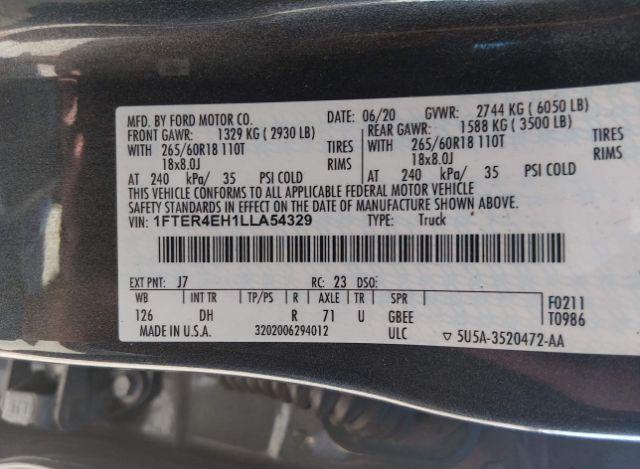 MFD. BY FORD MOTOR CO. DATE: 06/20 GVWR: 2744 KG ( 6050 LB)
FRONT GAWR: 1329 KG ( 2930 LB) REAR GAWR: 1588 KG ( 3500 LB)
WITH 265/60R18 110T TIRES WITH 265/60R18 110T TIRES
18x8.0J RIMS 18x8.0J RIMS
AT 240 kPa/ 35 PSI COLD AT 240 kPa/ 35 PSI COLD
THIS VEHICLE CONFORMS TO ALL APPLICABLE FEDERAL MOTOR VEHICLE
SAFETY STANDARDS IN EFFECT ON THE DATE OF MANUFACTURE SHOWN ABOVE.
VIN: 1FTER4EH1LLA54329 TYPE: Truck
EXT PNT: J7 RC: 23 DSO:
WB INT TR TP/PS R AXLE TR SPR F0211
126 DH R 71 U GBEE T0986
MADE IN U.S.A. 3202006294012 ULC ▽ 5U5A-3520472-AA